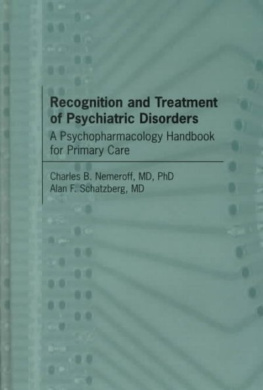 Recognition and Treatment
of Psychiatric Disorders
A Psychopharmacology Handbook
for Primary Care
Charles B. Nemeroff, MD, PhD
Alan F. Schatzberg, MD